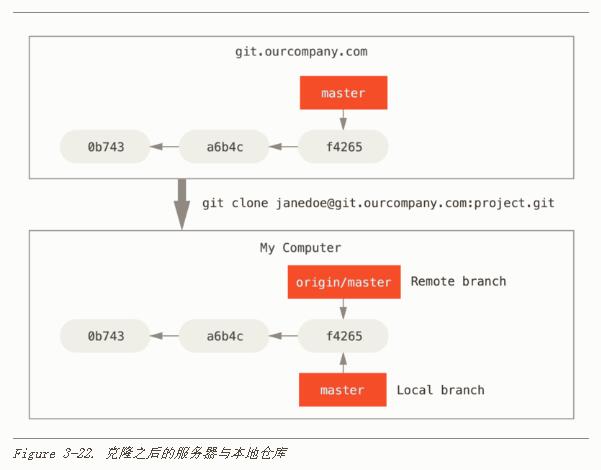 git.ourcompany.com
master
0b743 a6b4c f4265
git clone janedoe@git.ourcompany.com:project.git
My Computer
origin/master Remote branch
0b743 a6b4c f4265
master Local branch
Figure 3-22. 克隆之后的服务器与本地仓库